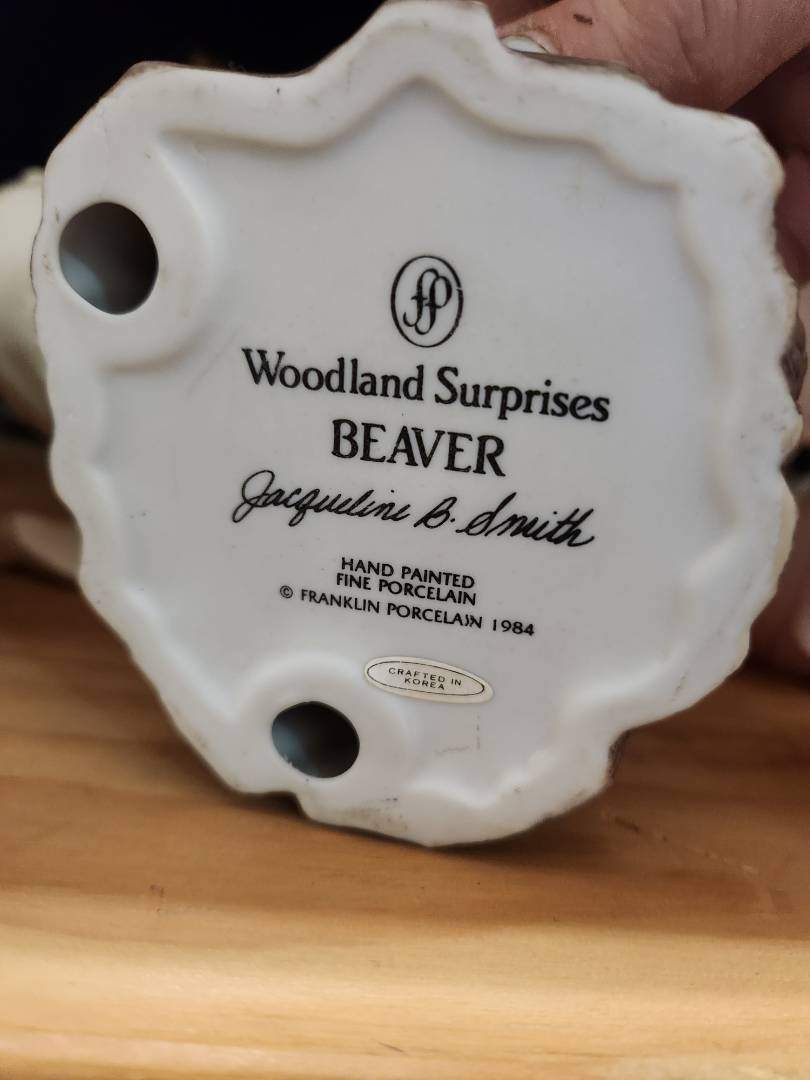 fp
Woodland Surprises
BEAVER
Jacqueline B. Smith
HAND PAINTED
FINE PORCELAIN
© FRANKLIN PORCELAIN 1984
CRAFTED IN
KOREA